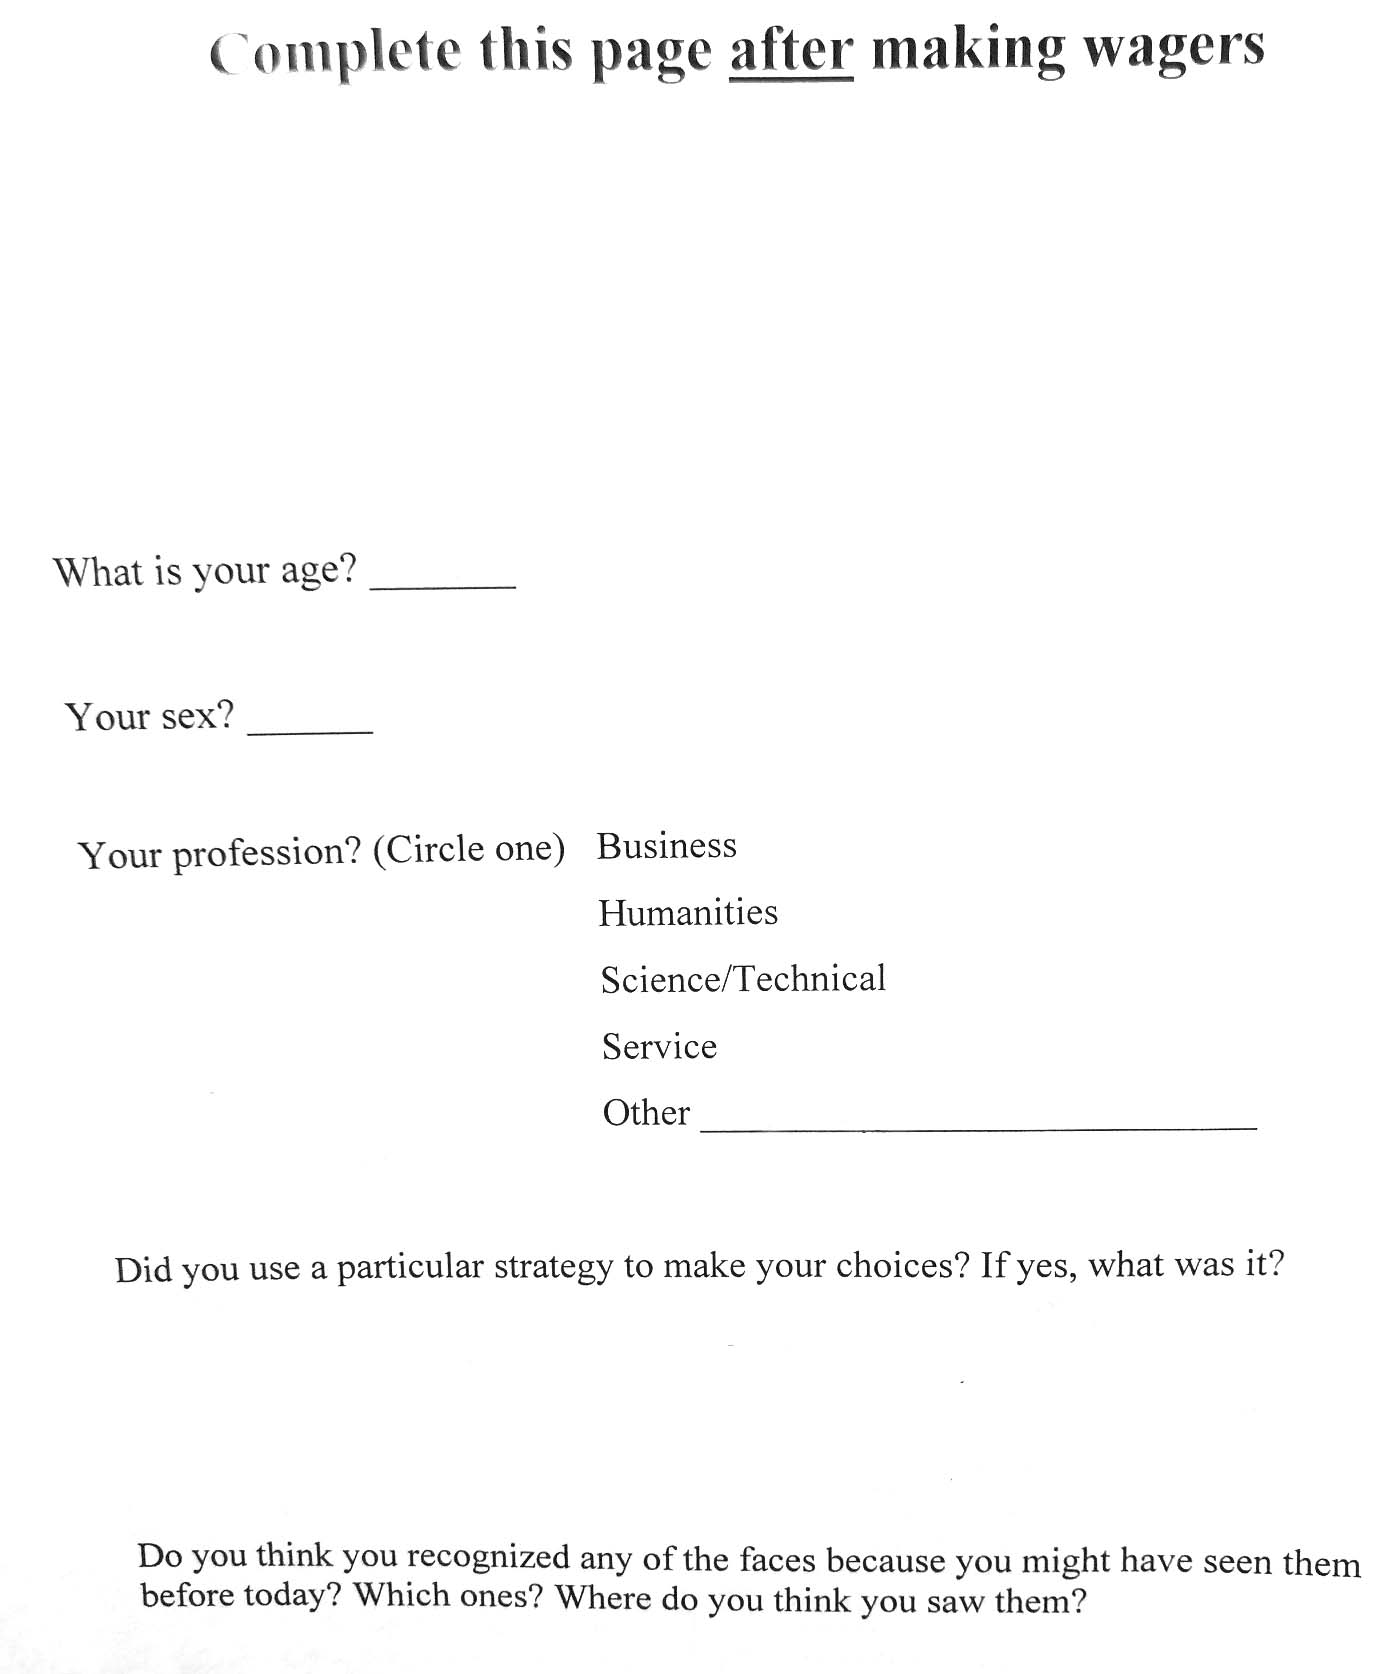 Complete this page after making wagers
What is your age? _______
Your sex? ______
Your profession? (Circle one) Business
Humanities
Science/Technical
Service
Other __________________________
Did you use a particular strategy to make your choices? If yes, what was it?
Do you think you recognized any of the faces because you might have seen them
before today? Which ones? Where do you think you saw them?